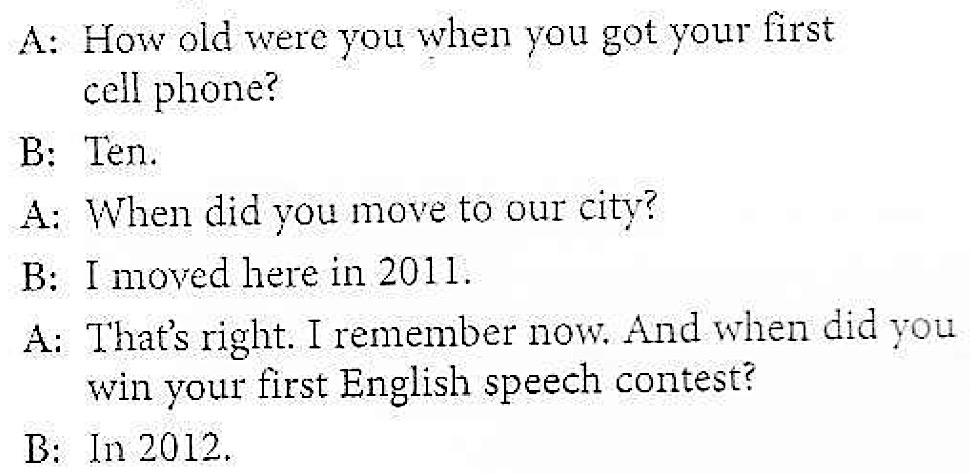 A: How old were you when you got your first
cell phone?
B: Ten.
A: When did you move to our city?
B: I moved here in 2011.
A: That's right. I remember now. And when did you
win your first English speech contest?
B: In 2012.